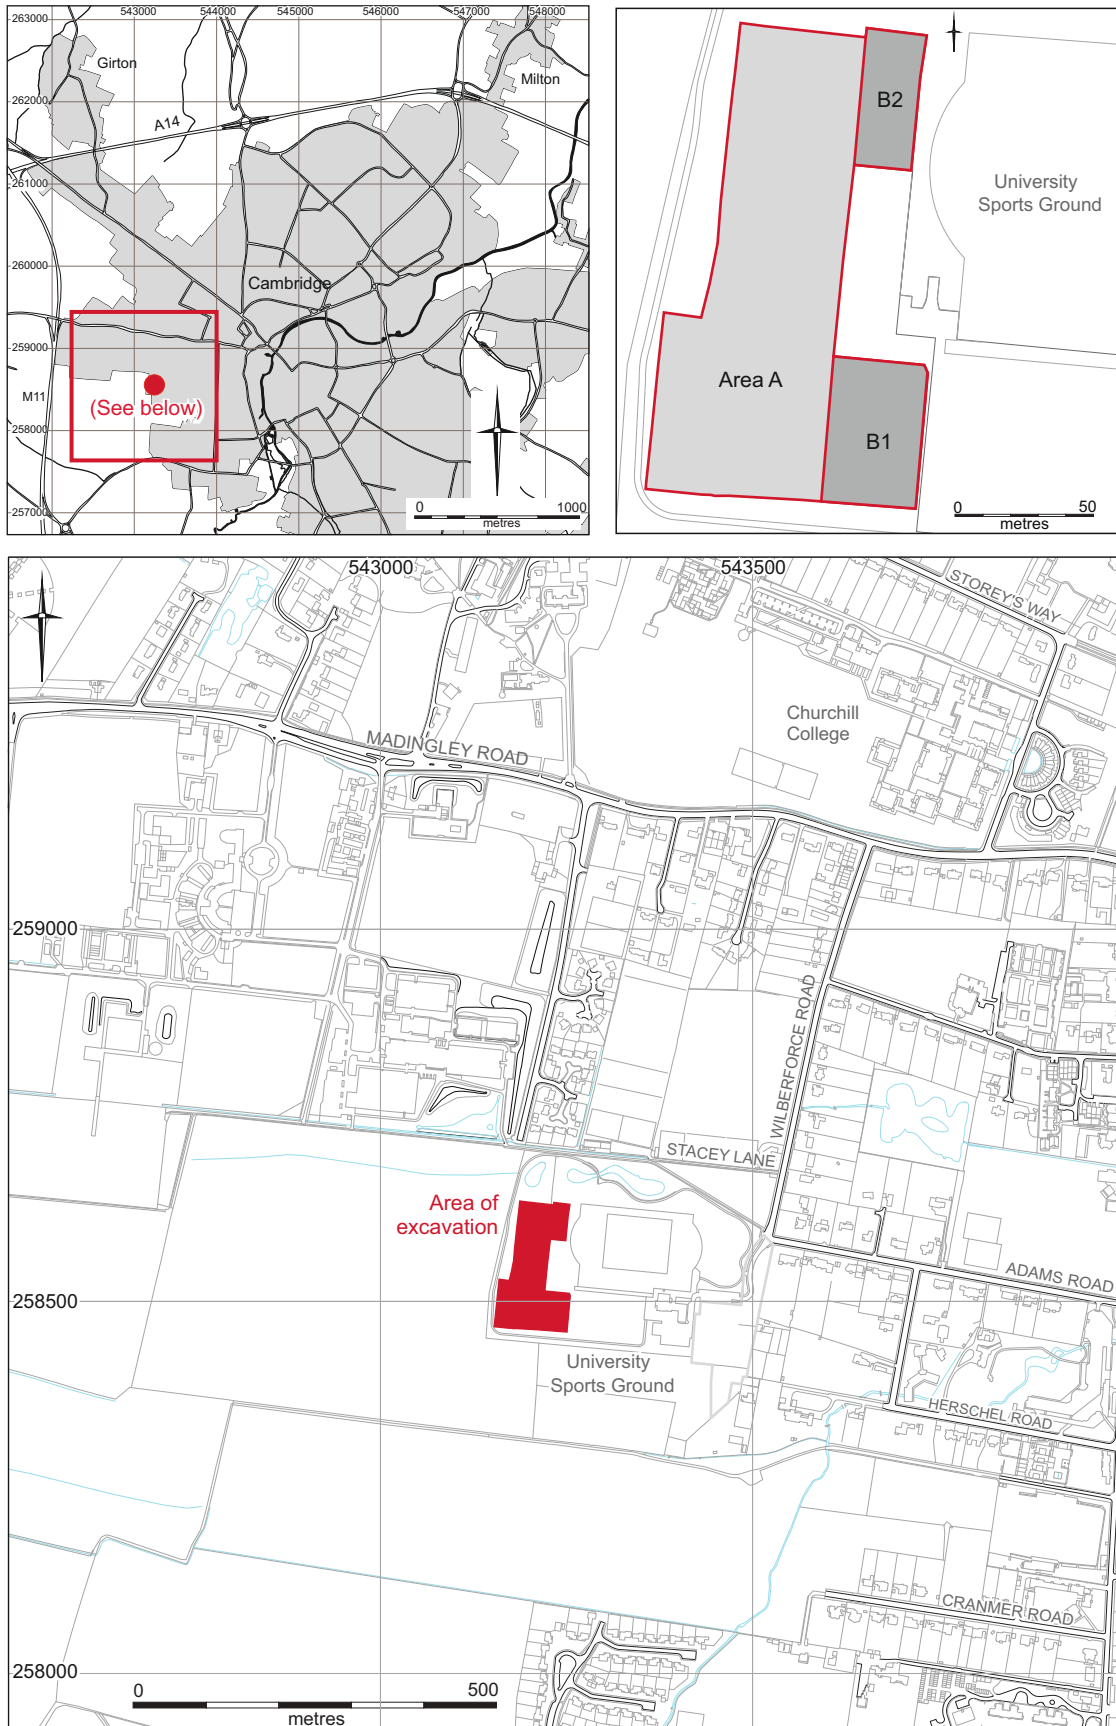 543000 544000 545000 546000 547000 548000
263000
262000
261000
260000
259000
258000
257000
Girton
Milton
A14
Cambridge
M11
(See below)
0 1000
metres
B2
University
Sports Ground
Area A
B1
0 50
metres
543000 543500
STOREY'S WAY
Churchill
College
MADINGLEY ROAD
259000
WILBERFORCE ROAD
STACEY LANE
Area of
excavation
ADAMS ROAD
258500
University
Sports Ground
HERSCHEL ROAD
CRANMER ROAD
258000
0 500
metres